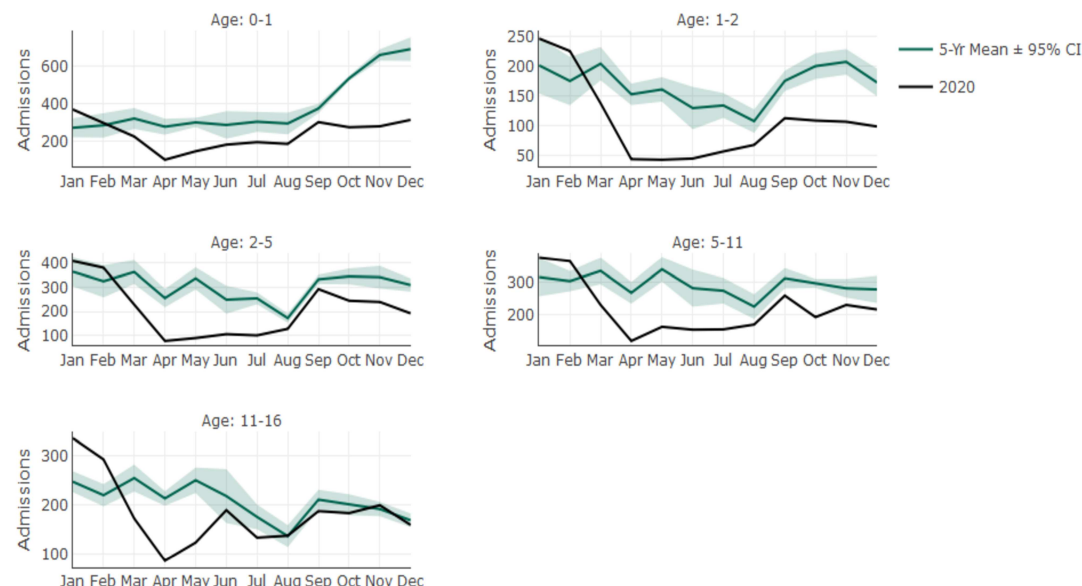 Age: 0-1
Admissions
600
400
200
Jan Feb Mar Apr May Jun Jul Aug Sep Oct Nov Dec
Age: 1-2
Admissions
250
200
150
100
50
Jan Feb Mar Apr May Jun Jul Aug Sep Oct Nov Dec
5-Yr Mean ± 95% CI
2020
Age: 2-5
Admissions
400
300
200
100
Jan Feb Mar Apr May Jun Jul Aug Sep Oct Nov Dec
Age: 5-11
Admissions
300
200
Jan Feb Mar Apr May Jun Jul Aug Sep Oct Nov Dec
Age: 11-16
Admissions
300
200
100
Jan Feb Mar Apr May Jun Jul Aug Sep Oct Nov Dec